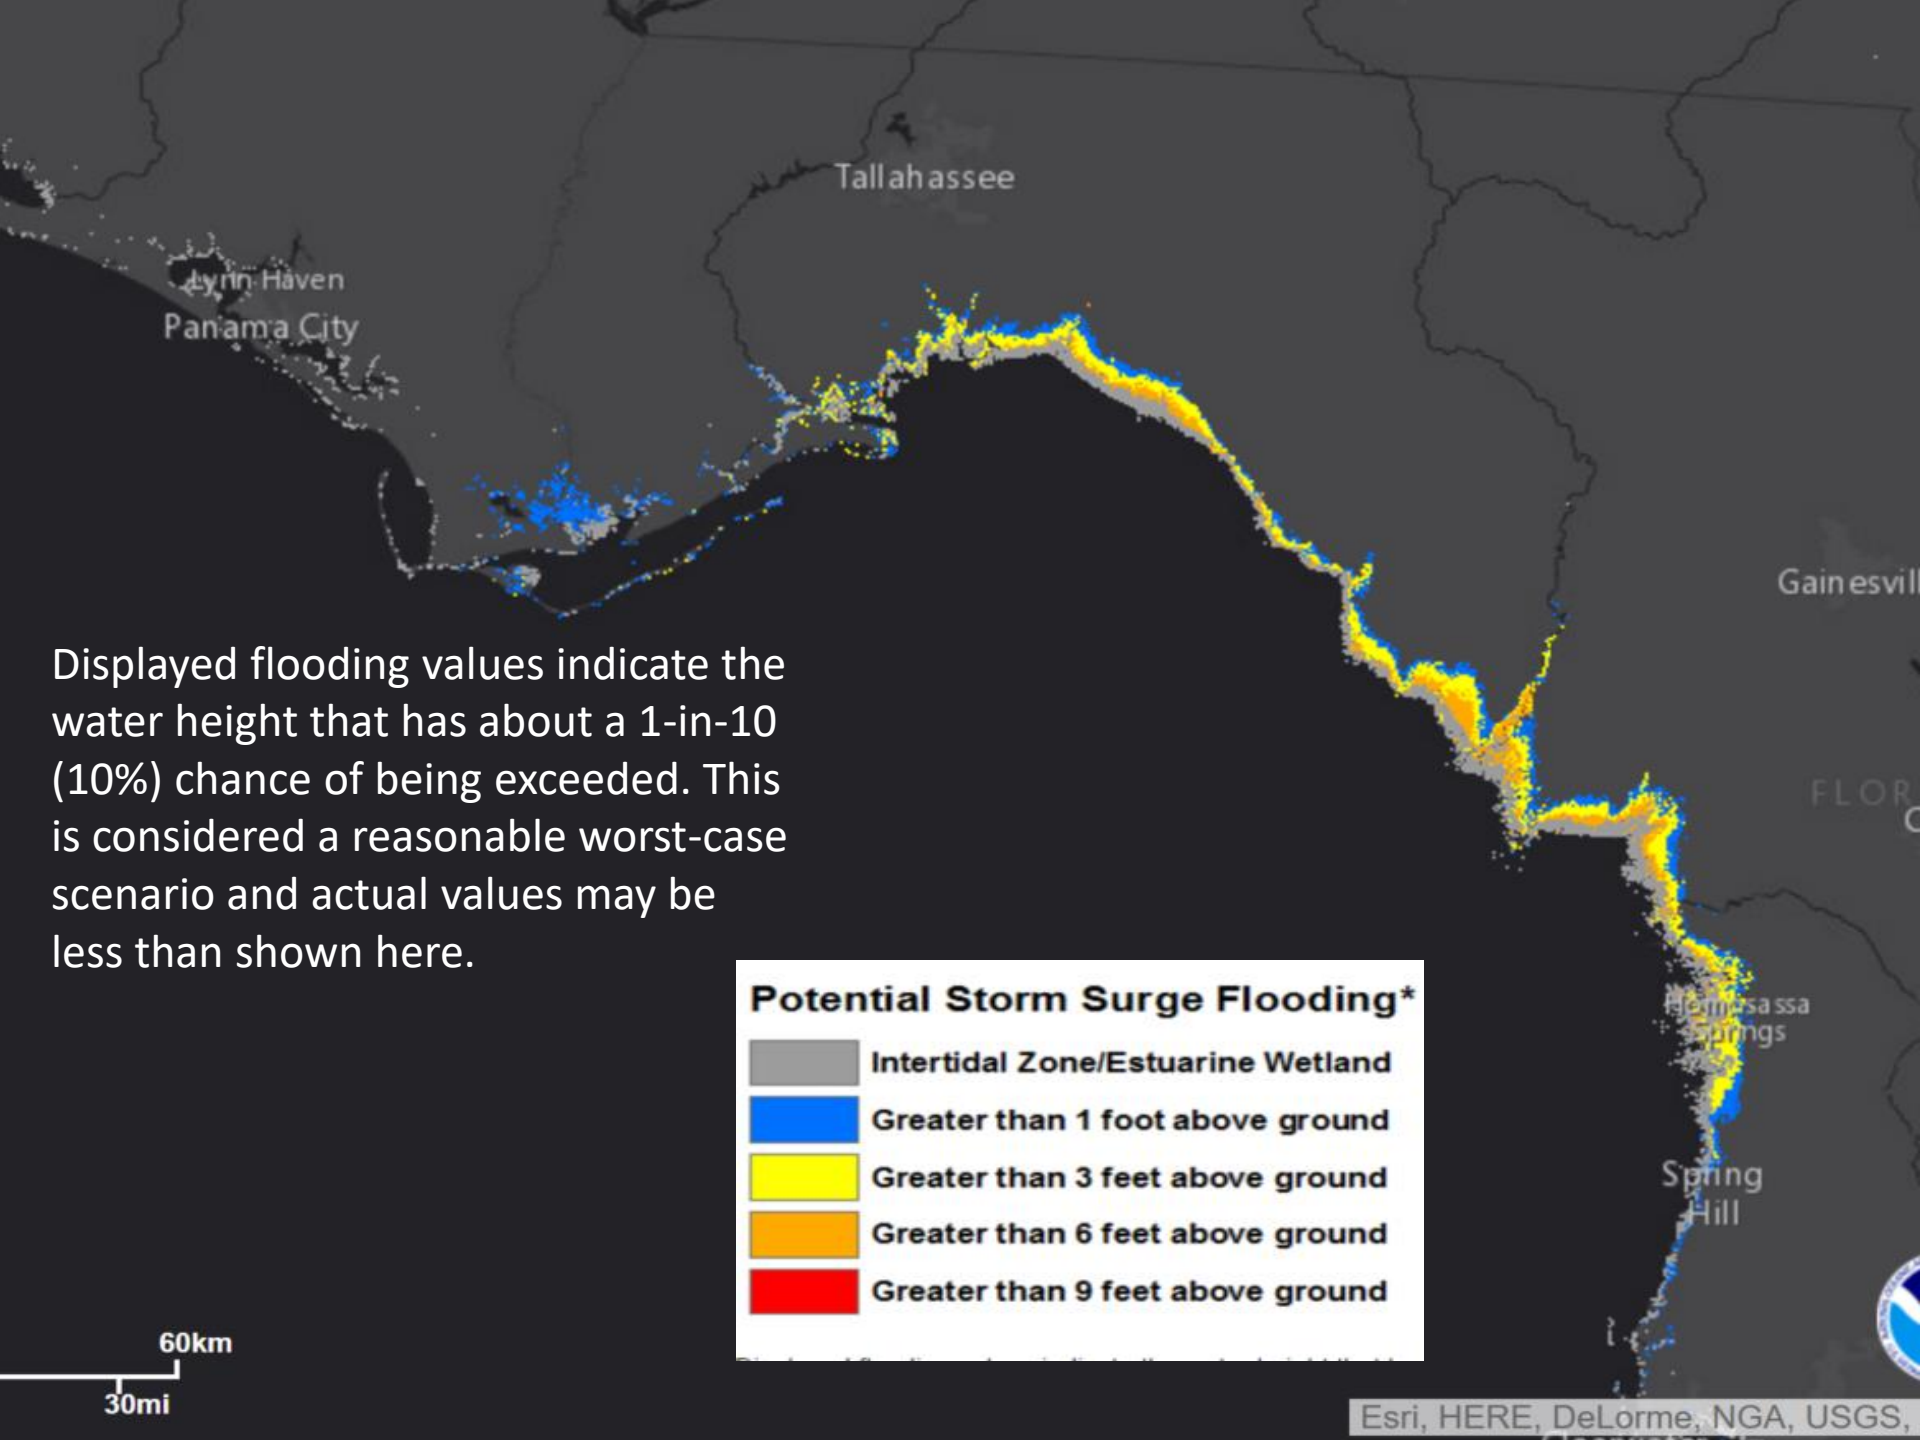 Tallahassee
Lynn Haven
Panama City
Gainesvill
Displayed flooding values indicate the
water height that has about a 1-in-10
(10%) chance of being exceeded. This
is considered a reasonable worst-case
scenario and actual values may be
less than shown here.
FLOR
C
Homosassa
Springs
Spring
Hill
Potential Storm Surge Flooding*
Intertidal Zone/Estuarine Wetland
Greater than 1 foot above ground
Greater than 3 feet above ground
Greater than 6 feet above ground
Greater than 9 feet above ground
60km
30mi
Esri, HERE, DeLorme, NGA, USGS,